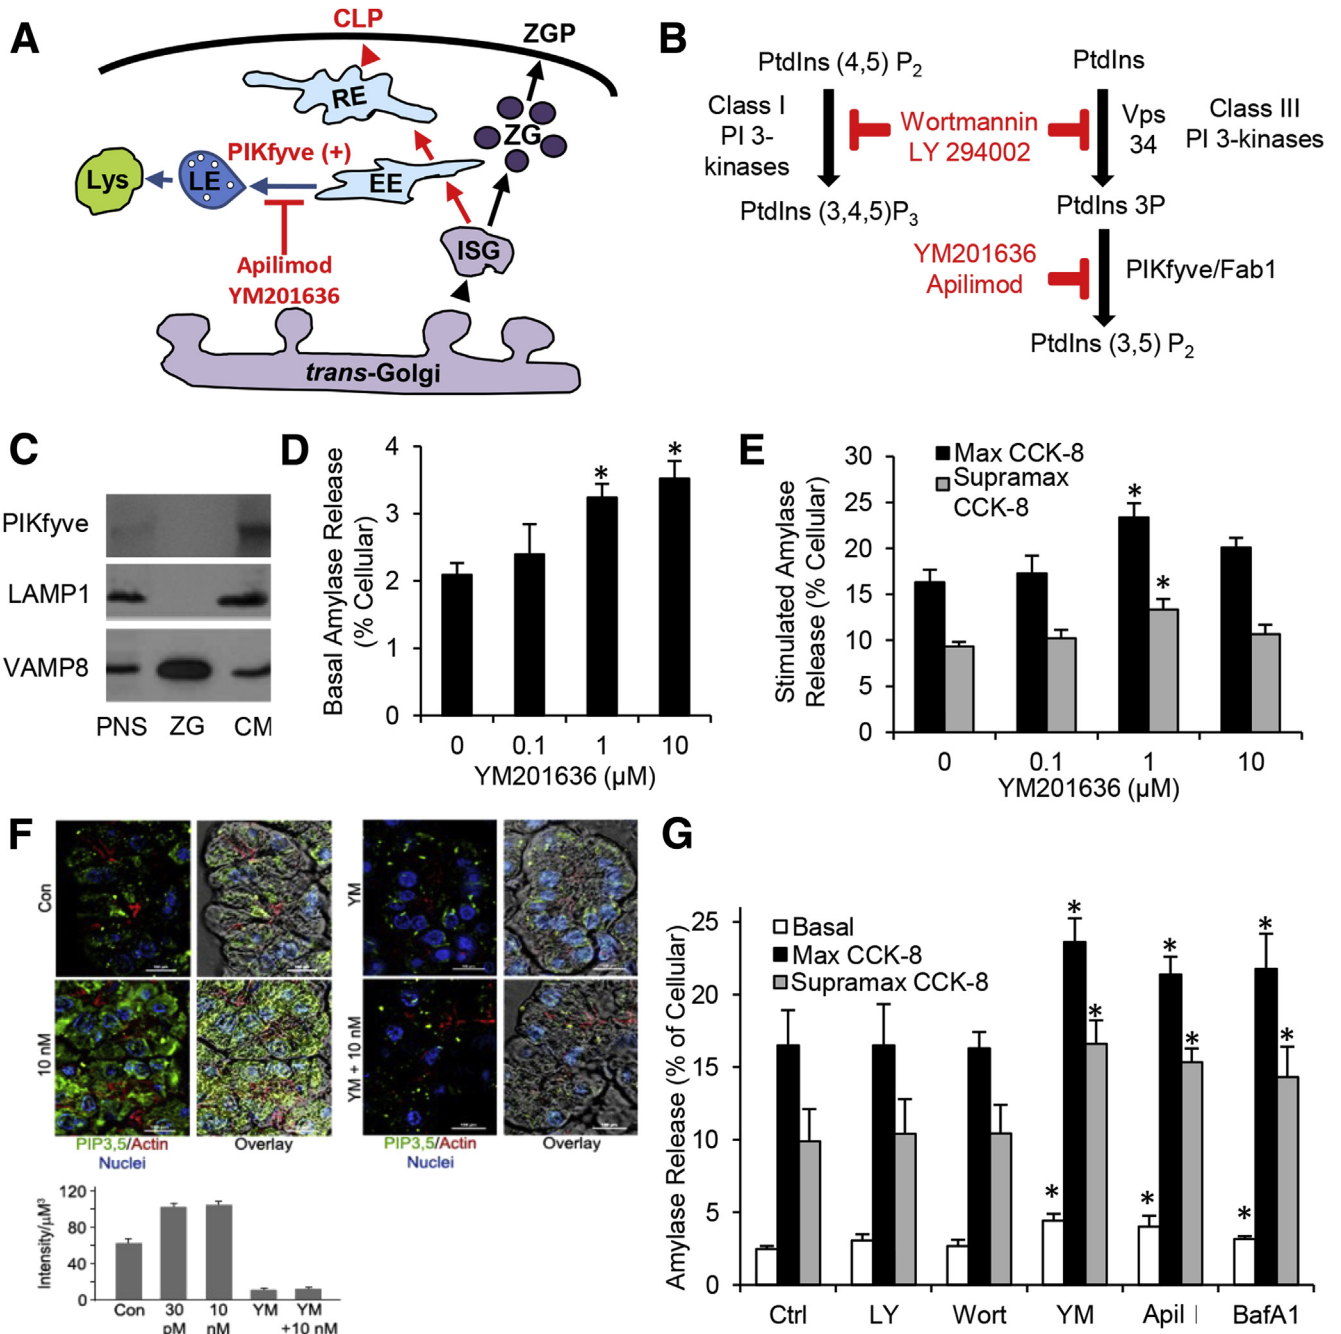 A
CLP
ZGP
RE
ZG
PIKfyve (+)
Lys
LE
EE
ISG
Apilimod
YM201636
trans-Golgi
B
PtdIns (4,5) P2
PtdIns
Class I
PI 3-
kinases
Wortmannin
LY 294002
Vps
34
Class III
PI 3-kinases
PtdIns (3,4,5)P3
PtdIns 3P
YM201636
Apilimod
PIKfyve/Fab1
PtdIns (3,5) P2
C
PIKfyve
LAMP1
VAMP8
PNS ZG CM
D
Basal Amylase Release
(% Cellular)
4
3
2
1
0
* *
0 0.1 1 10
YM201636 (µM)
E
Stimulated Amylase
Release (% Cellular)
30
25
20
15
10
5
0
Max CCK-8
Supramax
CCK-8
*
*
0 0.1 1 10
YM201636 (µM)
F
Con
YM
10 nM
YM + 10 nM
PIP3,5/Actin
Nuclei
Overlay
PIP3,5/Actin
Nuclei
Overlay
Intensity/µM3
120
80
40
0
Con 30 10 YM YM
pM nM +10 nM
G
Amylase Release (% of Cellular)
25
20
15
10
5
0
Basal
Max CCK-8
Supramax CCK-8
* * *
* * *
* * *
Ctrl LY Wort YM Apil | BafA1